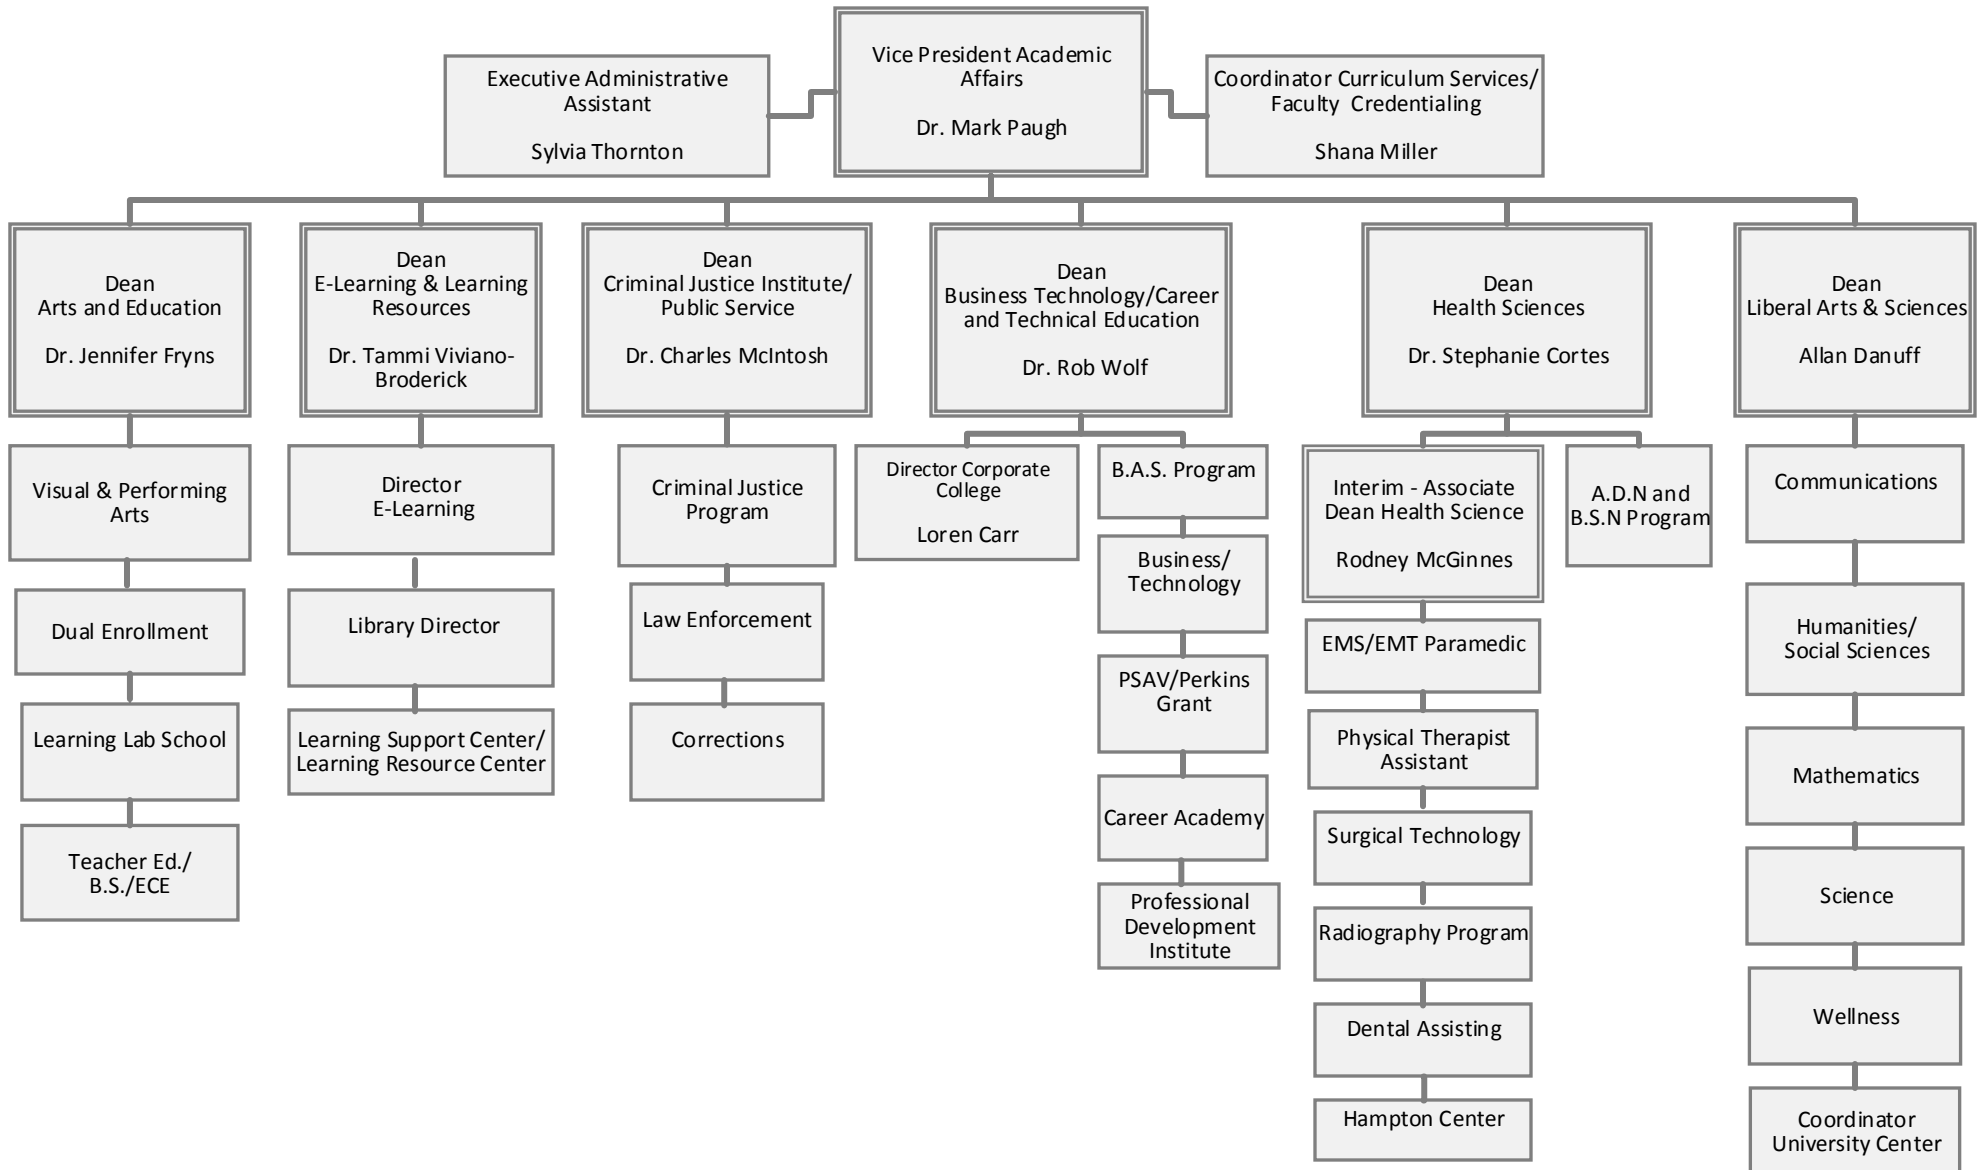 Vice President Academic
Affairs
Dr. Mark Paugh
Executive Administrative
Assistant
Sylvia Thornton
Coordinator Curriculum Services/
Faculty Credentialing
Shana Miller
Dean
Arts and Education
Dr. Jennifer Fryns
Visual & Performing
Arts
Dual Enrollment
Learning Lab School
Teacher Ed./
B.S./ECE
Dean
E-Learning & Learning
Resources
Dr. Tammi Viviano-
Broderick
Director
E-Learning
Library Director
Learning Support Center/
Learning Resource Center
Dean
Criminal Justice Institute/
Public Service
Dr. Charles McIntosh
Criminal Justice
Program
Law Enforcement
Corrections
Dean
Business Technology/Career
and Technical Education
Dr. Rob Wolf
Director Corporate
College
Loren Carr
B.A.S. Program
Business/
Technology
PSAV/Perkins
Grant
Career Academy
Professional
Development
Institute
Dean
Health Sciences
Dr. Stephanie Cortes
Interim - Associate
Dean Health Science
Rodney McGinnes
EMS/EMT Paramedic
Physical Therapist
Assistant
Surgical Technology
Radiography Program
Dental Assisting
Hampton Center
A.D.N and
B.S.N Program
Dean
Liberal Arts & Sciences
Allan Danuff
Communications
Humanities/
Social Sciences
Mathematics
Science
Wellness
Coordinator
University Center